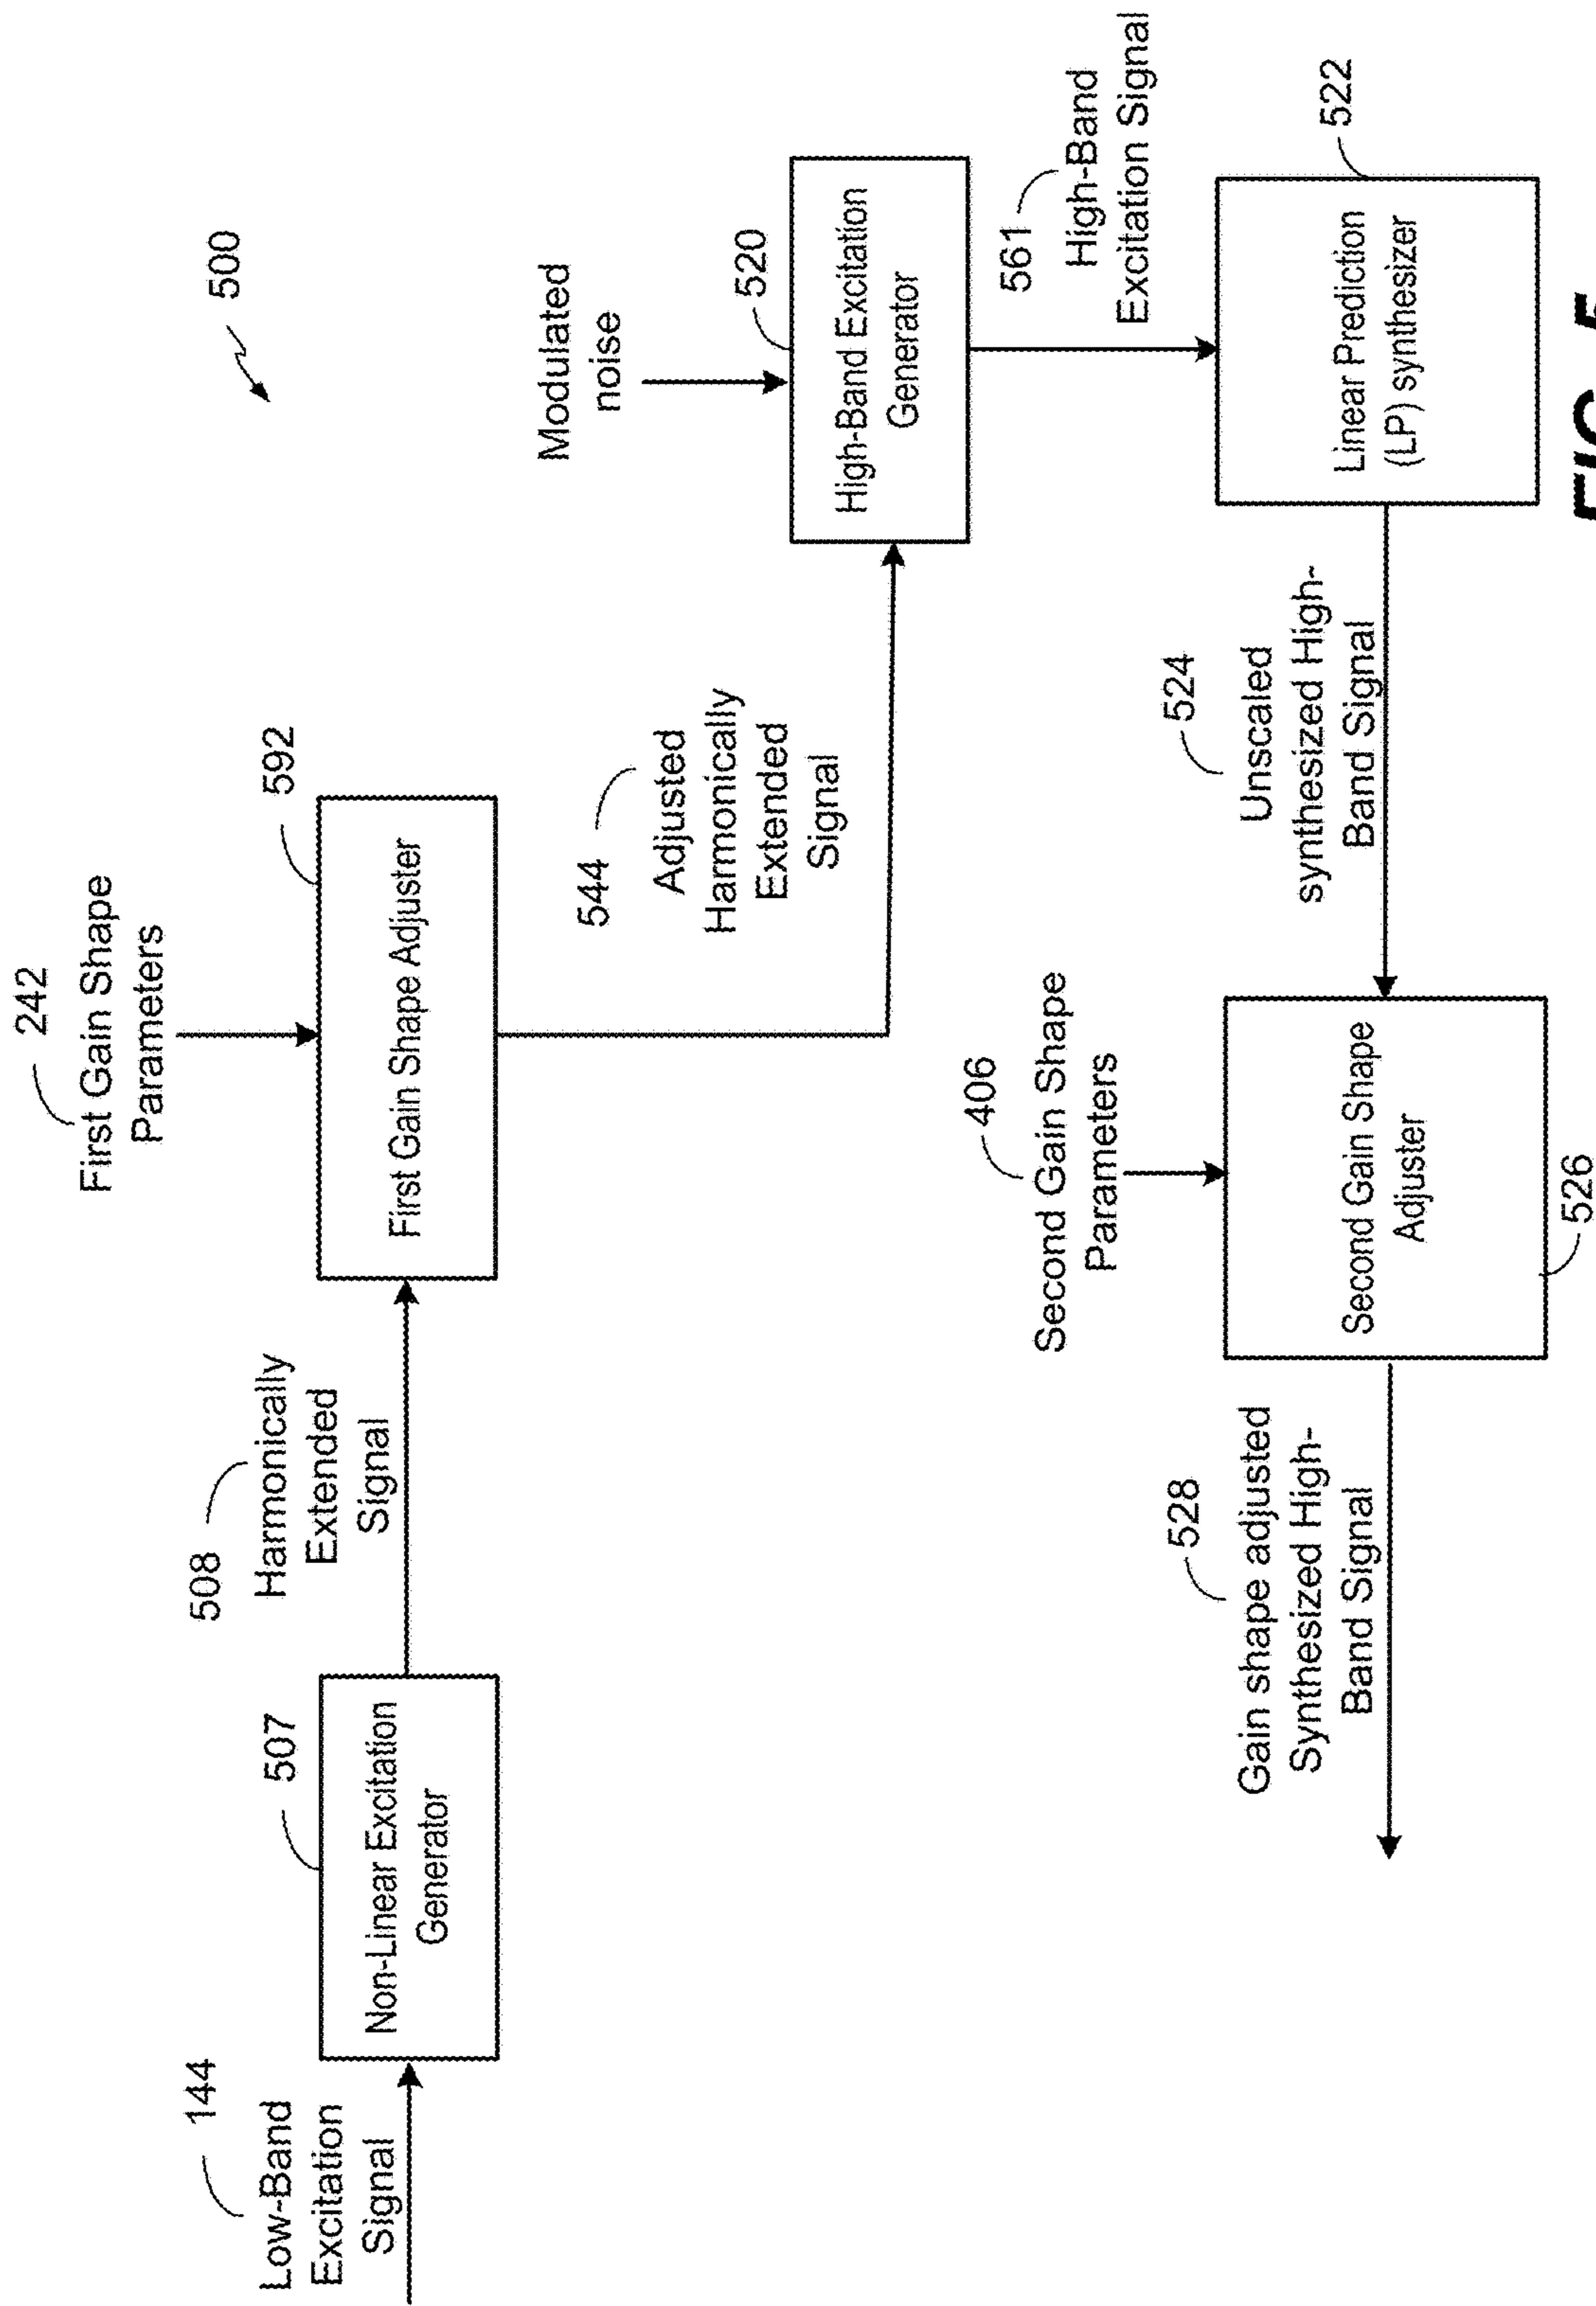 500
242
First Gain Shape
Parameters
144
Low-Band
Excitation
Signal
507
Non-Linear Excitation
Generator
508
Harmonically
Extended
Signal
592
First Gain Shape Adjuster
544
Adjusted
Harmonically
Extended
Signal
Modulated
noise
520
High-Band Excitation
Generator
561
High-Band
Excitation Signal
522
Linear Prediction
(LP) synthesizer
524
Unscaled
synthesized High-
Band Signal
406
Second Gain Shape
Parameters
Second Gain Shape
Adjuster
526
528
Gain shape adjusted
Synthesized High-
Band Signal